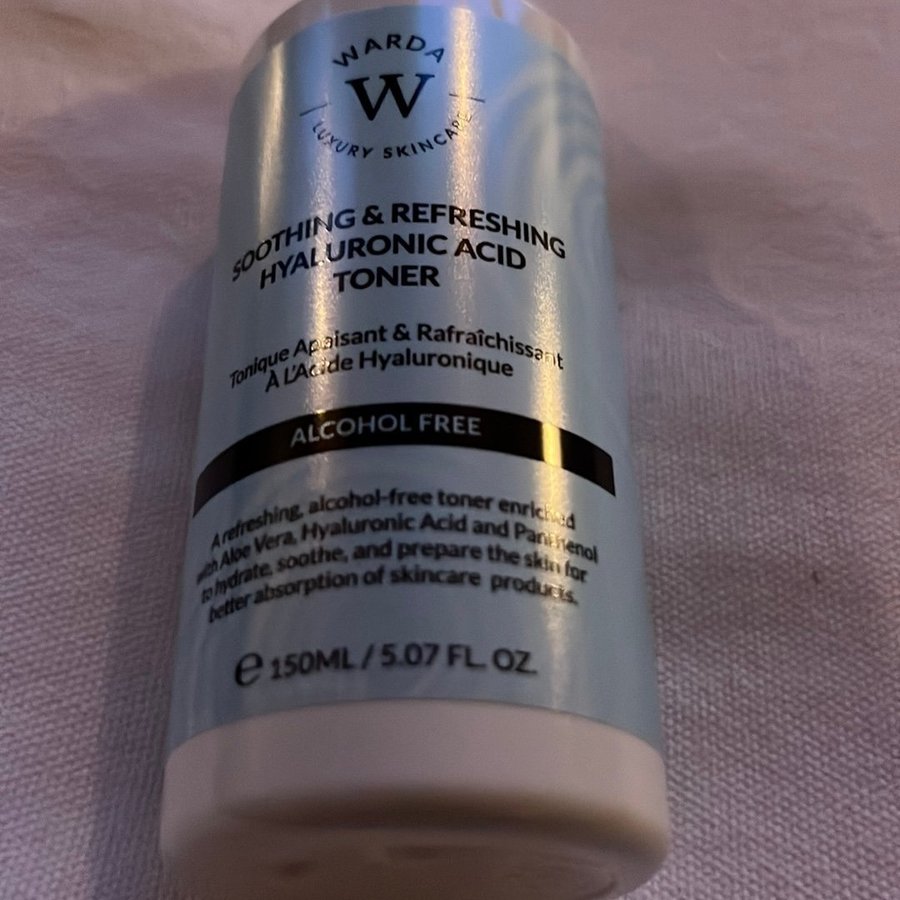 WARDA
W
LUXURY SKINCARE
SOOTHING & REFRESHING
HYALURONIC ACID
TONER
Tonique Apaisant & Rafraîchissant
À L'Acide Hyaluronique
ALCOHOL FREE
A refreshing, alcohol-free toner enriched
with Aloe Vera, Hyaluronic Acid and Panthenol
to hydrate, soothe, and prepare the skin for
better absorption of skincare products.
℮ 150ML / 5.07 FL. OZ.